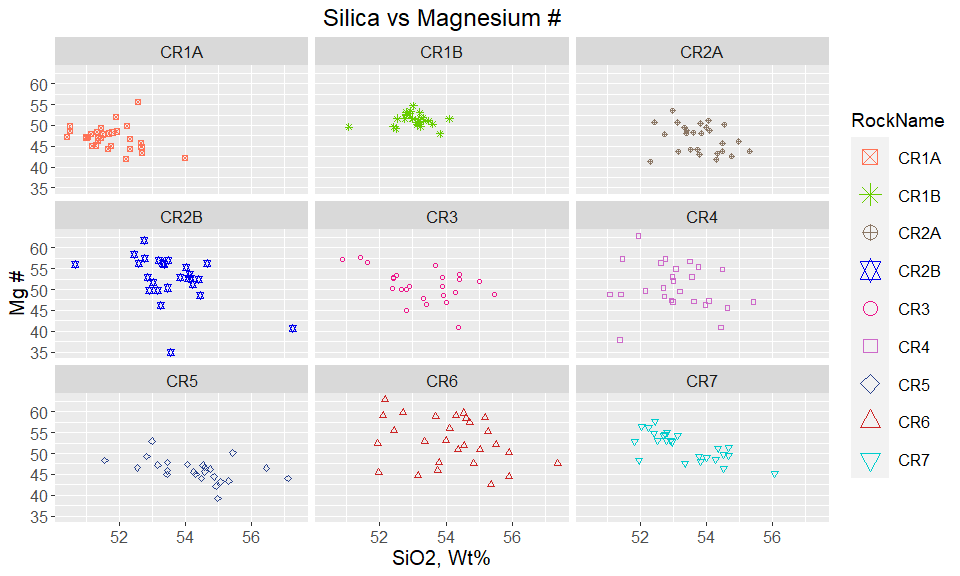 Silica vs Magnesium #
CR1A CR1B CR2A
60
55
50
45
40
35
CR2B CR3 CR4
60
55
50
45
40
35
CR5 CR6 CR7
60
55
50
45
40
35
52 54 56 52 54 56 52 54 56
Mg #
SiO2, Wt%
RockName
CR1A
CR1B
CR2A
CR2B
CR3
CR4
CR5
CR6
CR7